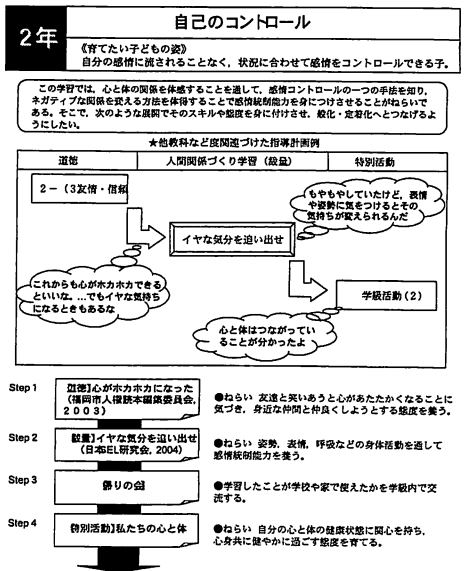 2年
自己のコントロール
《育てたい子どもの姿》
自分の感情に流されることなく，状況に合わせて感情をコントロールできる子。
この学習では，心と体の関係を体感することを通して，感情コントロールの一つの手法を知り，
ネガティブな関係を変える方法を体得することで感情統制能力を身につけさせることがねらいで
ある。そこで，次のような展開でそのスキルや態度を身に付けさせ，般化・定着化へとつなげるよ
うにしたい。
★他教科など度関連づけた指導計画例
道徳
人間関係づくり学習（裁量）
特別活動
2－（3友情・信頼
もやもやしていたけど，表情
や姿勢に気をつけるとその
気持ちが変えられるんだ
イヤな気分を追い出せ
これからも心がホカホカできる
といいな。…でもイヤな気持ち
になるときもあるな
学級活動（2）
心と体はつながってい
ることが分かったよ
Step 1
道徳】心がホカホカになった
（福岡市人権読本編集委員会，
２００３）
●ねらい 友達と笑いあうと心があたたかくなることに
気づき，身近な仲間と仲良くしようとする態度を養う。
Step 2
裁量】イヤな気分を追い出せ
（日本SEL研究会，2004）
●ねらい 姿勢，表情，呼吸などの身体活動を通して
感情統制能力を養う。
Step 3
帰りの会
●学習したことが学校や家で使えたかを学級内で交
流する。
Step 4
特別活動】私たちの心と体
●ねらい 自分の心と体の健康状態に関心を持ち，
心身共に健やかに過ごす態度を育てる。